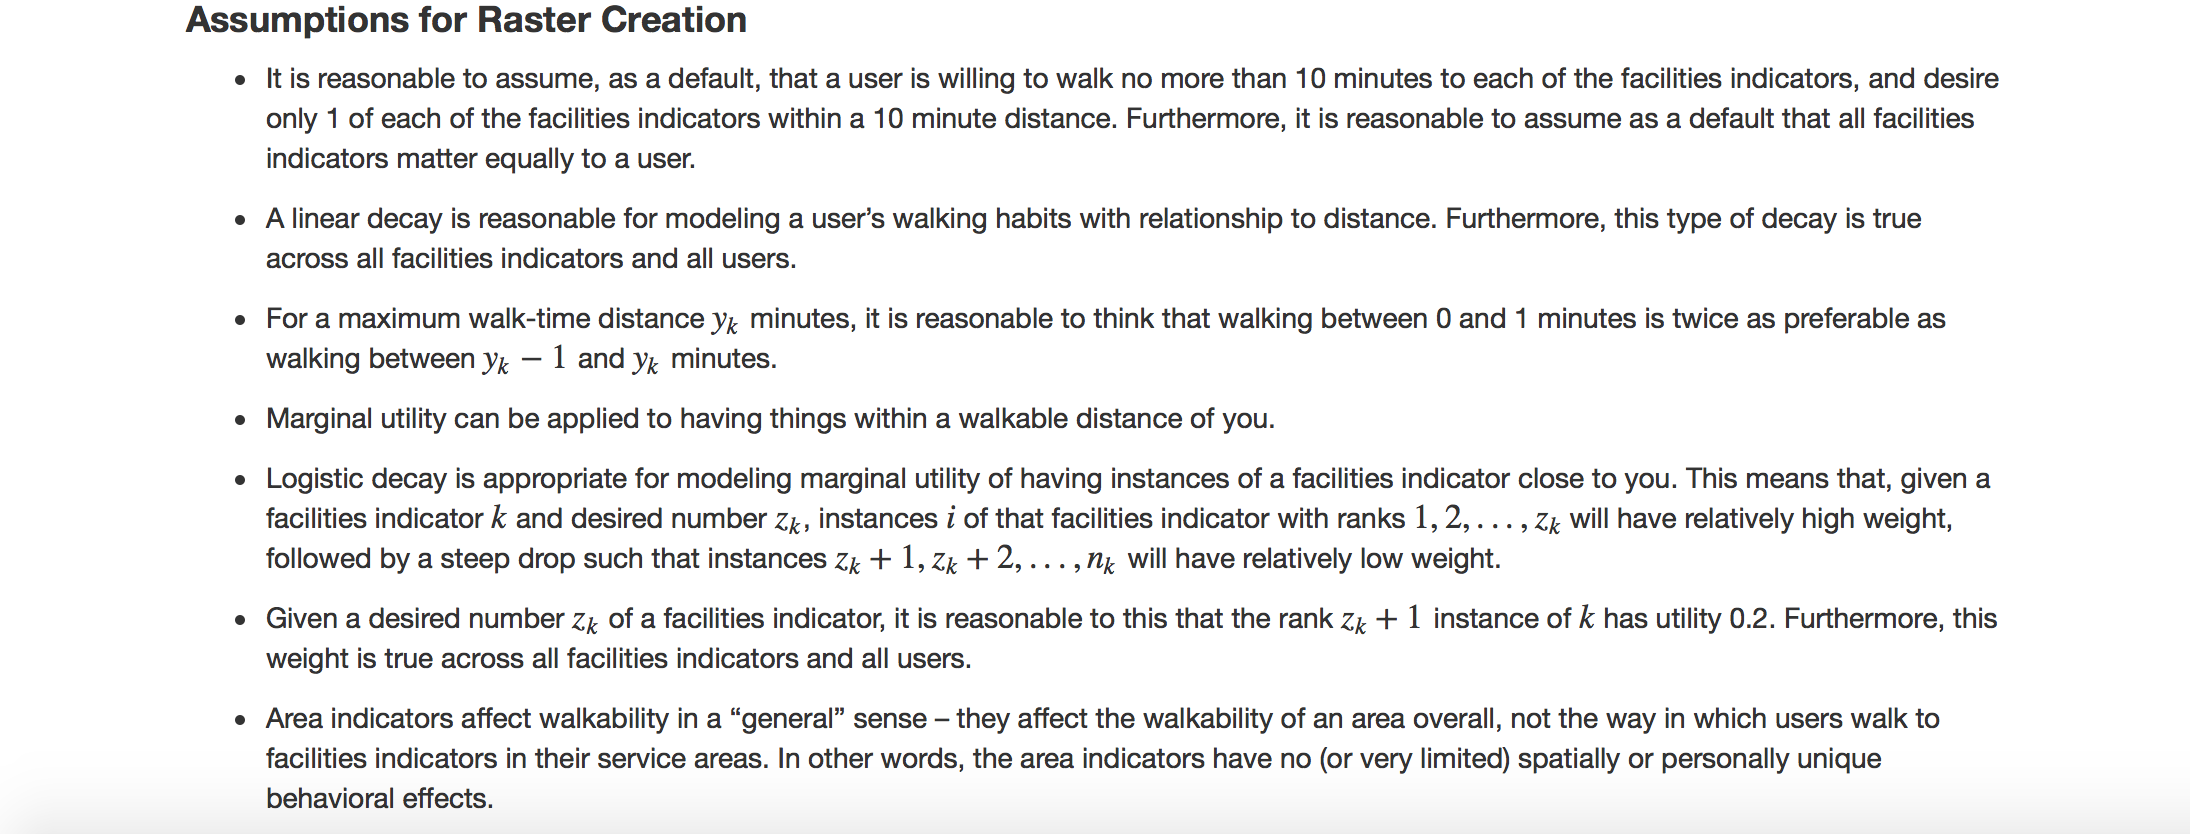 Assumptions for Raster Creation
• It is reasonable to assume, as a default, that a user is willing to walk no more than 10 minutes to each of the facilities indicators, and desire
only 1 of each of the facilities indicators within a 10 minute distance. Furthermore, it is reasonable to assume as a default that all facilities
indicators matter equally to a user.
• A linear decay is reasonable for modeling a user’s walking habits with relationship to distance. Furthermore, this type of decay is true
across all facilities indicators and all users.
• For a maximum walk-time distance yₖ minutes, it is reasonable to think that walking between 0 and 1 minutes is twice as preferable as
walking between yₖ − 1 and yₖ minutes.
• Marginal utility can be applied to having things within a walkable distance of you.
• Logistic decay is appropriate for modeling marginal utility of having instances of a facilities indicator close to you. This means that, given a
facilities indicator k and desired number zₖ, instances i of that facilities indicator with ranks 1, 2, . . . , zₖ will have relatively high weight,
followed by a steep drop such that instances zₖ + 1, zₖ + 2, . . . , nₖ will have relatively low weight.
• Given a desired number zₖ of a facilities indicator, it is reasonable to this that the rank zₖ + 1 instance of k has utility 0.2. Furthermore, this
weight is true across all facilities indicators and all users.
• Area indicators affect walkability in a “general” sense – they affect the walkability of an area overall, not the way in which users walk to
facilities indicators in their service areas. In other words, the area indicators have no (or very limited) spatially or personally unique
behavioral effects.